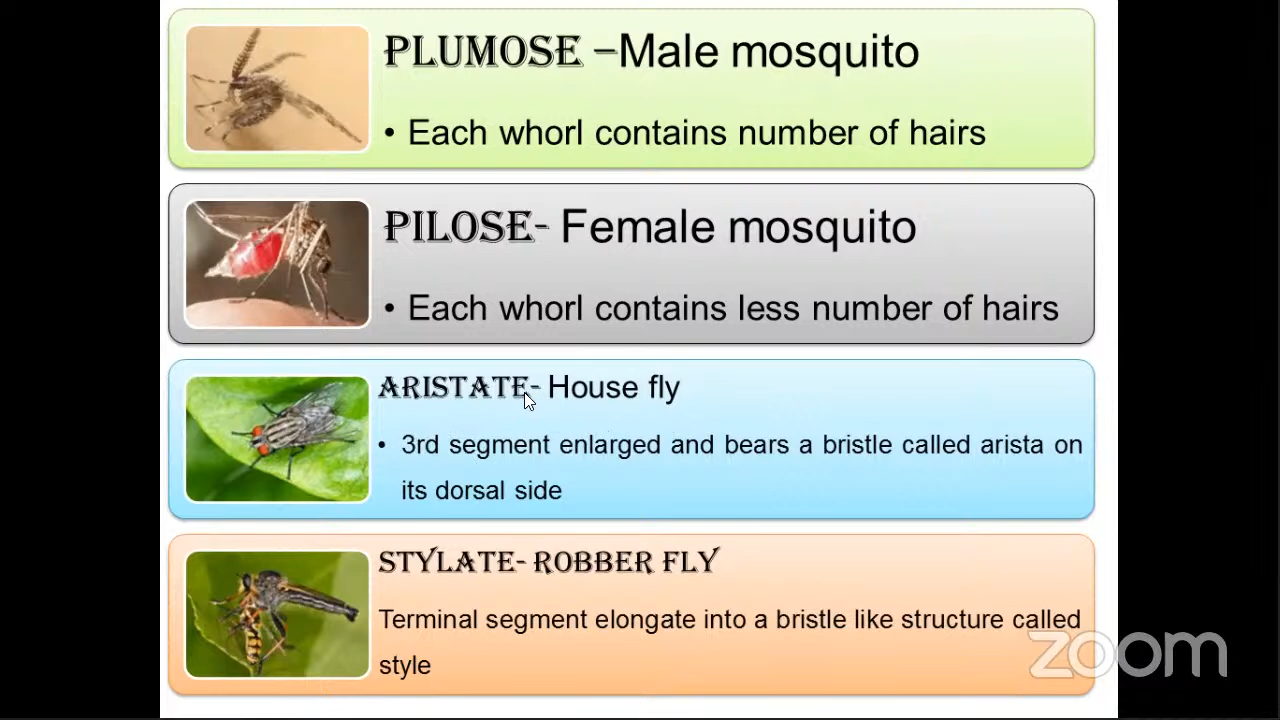 PLUMOSE –Male mosquito
• Each whorl contains number of hairs
PILOSE- Female mosquito
• Each whorl contains less number of hairs
ARISTATE- House fly
• 3rd segment enlarged and bears a bristle called arista on
its dorsal side
STYLATE- ROBBER FLY
Terminal segment elongate into a bristle like structure called
style
zoom